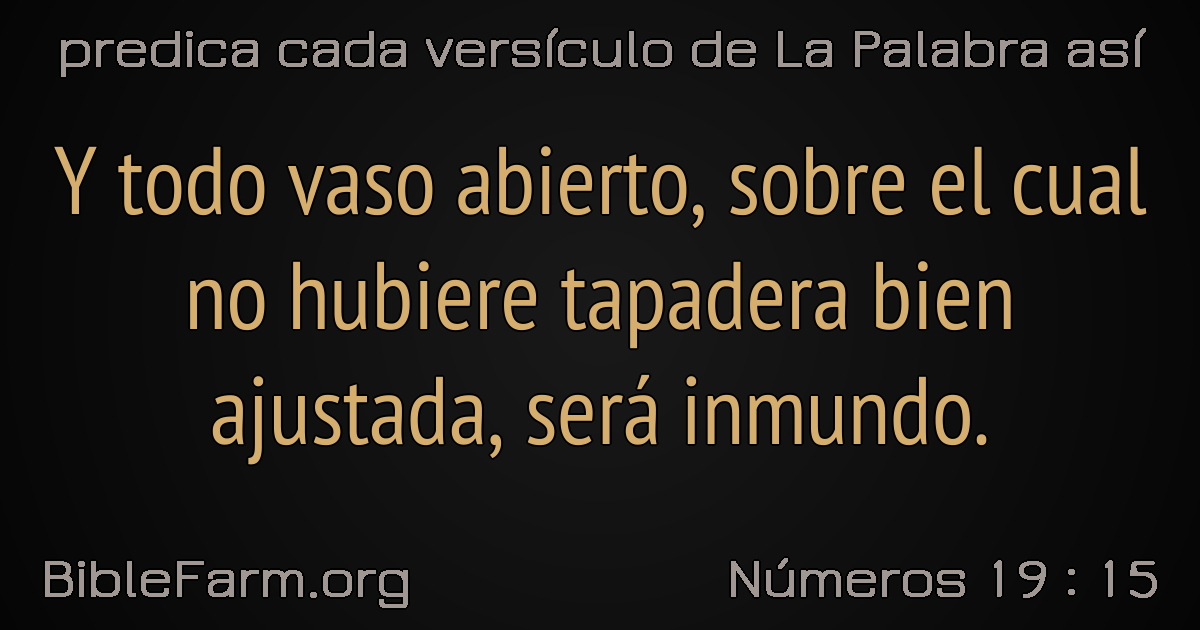 predica cada versículo de La Palabra así
Y todo vaso abierto, sobre el cual
no hubiere tapadera bien
ajustada, será inmundo.
BibleFarm.org
Números 19 : 15